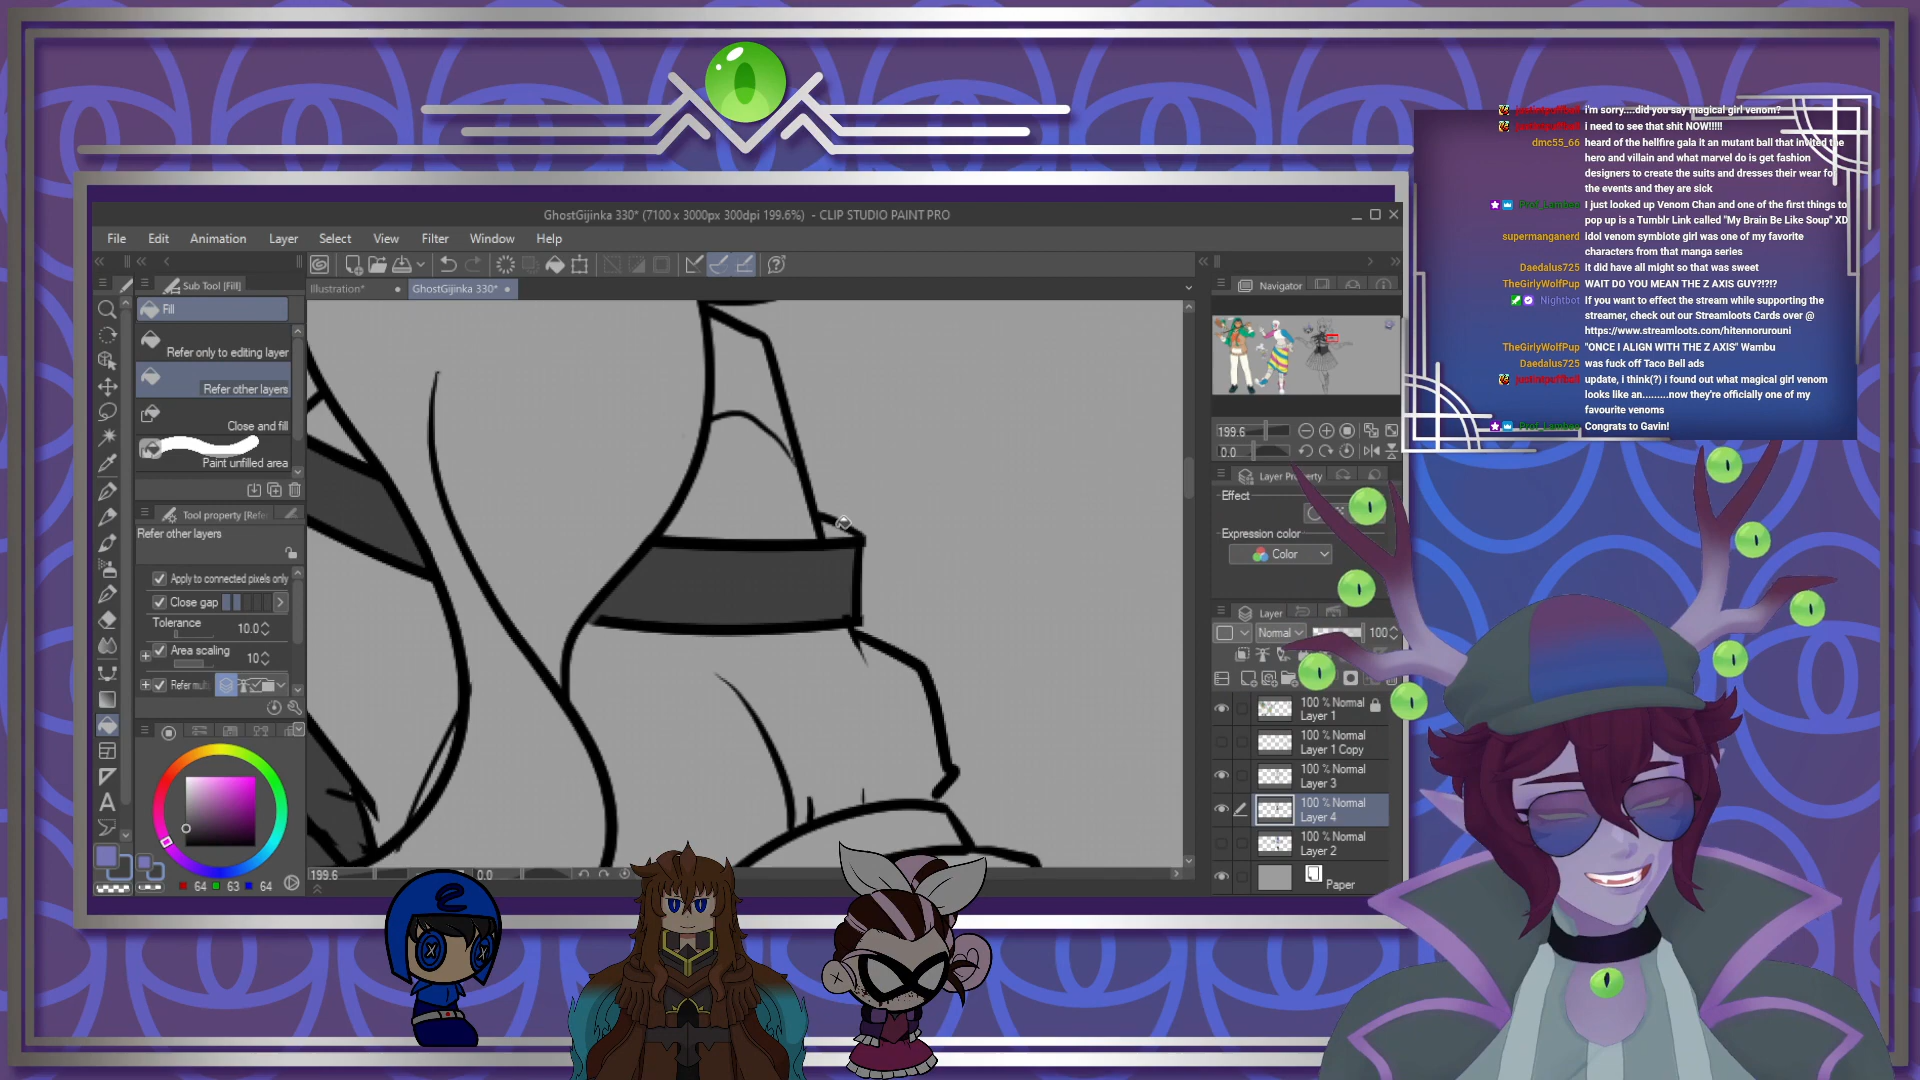 GhostGijinka 330* (7100 x 3000px 300dpi 199.6%) - CLIP STUDIO PAINT PRO
File Edit Animation Layer Select View Filter Window Help
Sub Tool [Fill]
Illustration*
GhostGijinka 330*
Fill
Refer only to editing layer
Refer other layers
Close and fill
Paint unfilled area
Tool property [Refe
Refer other layers
Apply to connected pixels only
Close gap
Tolerance
10.0
Area scaling
10
Refer mult
64 63 64
199.6
0.0
Navigator
199.6
0.0
Layer Property
Effect
Expression color
Color
Layer
Normal
100
100 % Normal
Layer 1
100 % Normal
Layer 1 Copy
100 % Normal
Layer 3
100 % Normal
Layer 4
100 % Normal
Layer 2
Paper
i'm sorry....did you say magical girl venom?
i need to see that shit NOW!!!!!
dmc55_66 heard of the hellfire gala it an mutant ball that invited the
hero and villain and what marvel do is get fashion
designers to create the suits and dresses their wear for
the events and they are sick
Prof_Lambeo I just looked up Venom Chan and one of the first things to
pop up is a Tumblr Link called "My Brain Be Like Soup" XD
supermanganerd idol venom symbiote girl was one of my favorite
characters from that manga series
Daedalus725 it did have all might so that was sweet
TheGirlyWolfPup WAIT DO YOU MEAN THE Z AXIS GUY?!?!?
Nightbot If you want to effect the stream while supporting the
streamer, check out our Streamloots Cards over @
https://www.streamloots.com/hitennorurouni
TheGirlyWolfPup "ONCE I ALIGN WITH THE Z AXIS" Wambu
Daedalus725 was fuck off Taco Bell ads
update, i think(?) i found out what magical girl venom
looks like an.........now they're officially one of my
favourite venoms
Prof_Lambeo Congrats to Gavin!